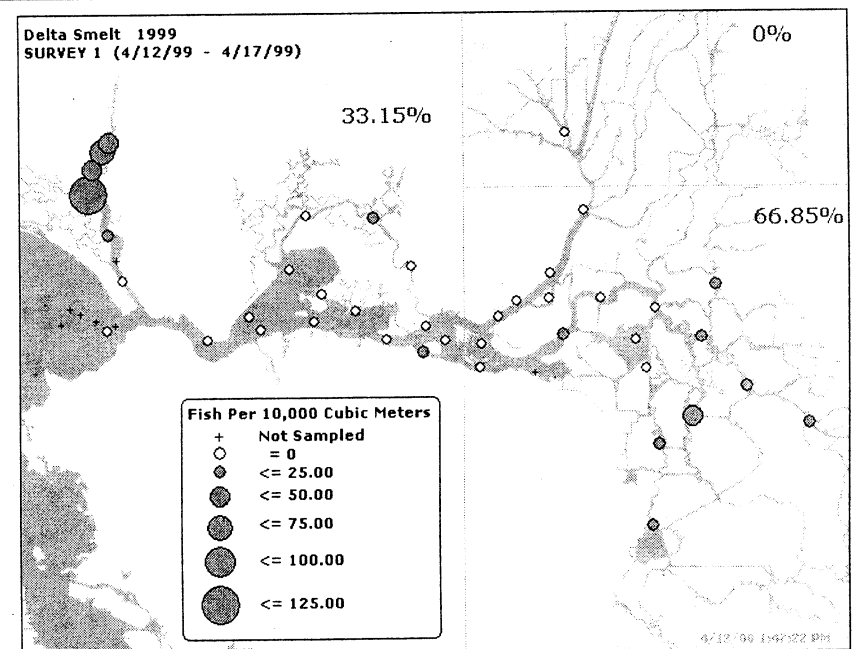 Delta Smelt 1999
SURVEY 1 (4/12/99 - 4/17/99)
0%
33.15%
66.85%
Fish Per 10,000 Cubic Meters
+ Not Sampled
= 0
<= 25.00
<= 50.00
<= 75.00
<= 100.00
<= 125.00